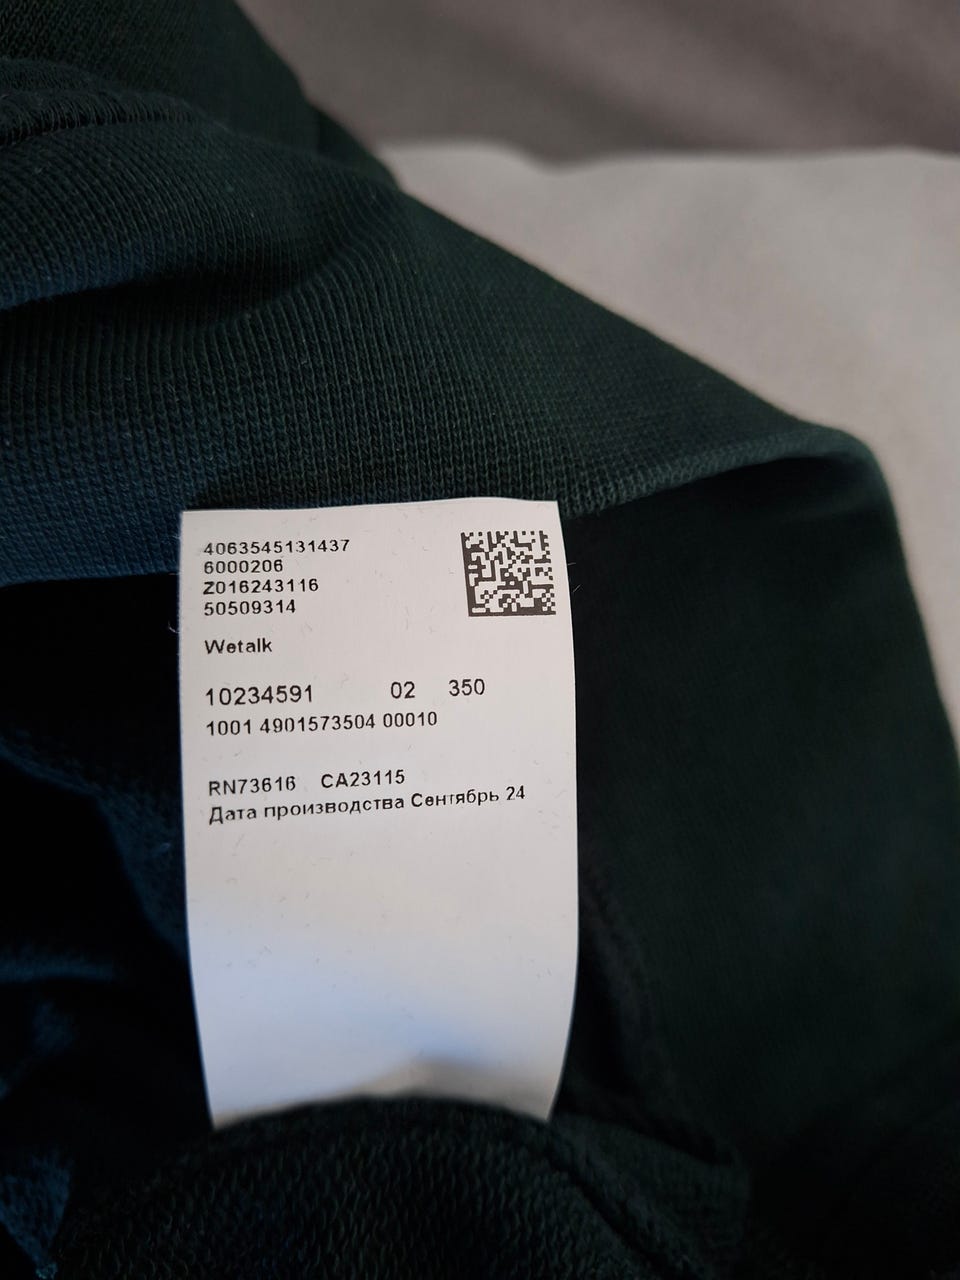 4063545131437
6000206
Z016243116
50509314
Wetalk
10234591 02 350
1001 4901573504 00010
RN73616 CA23115
Дата производства Сентябрь 24